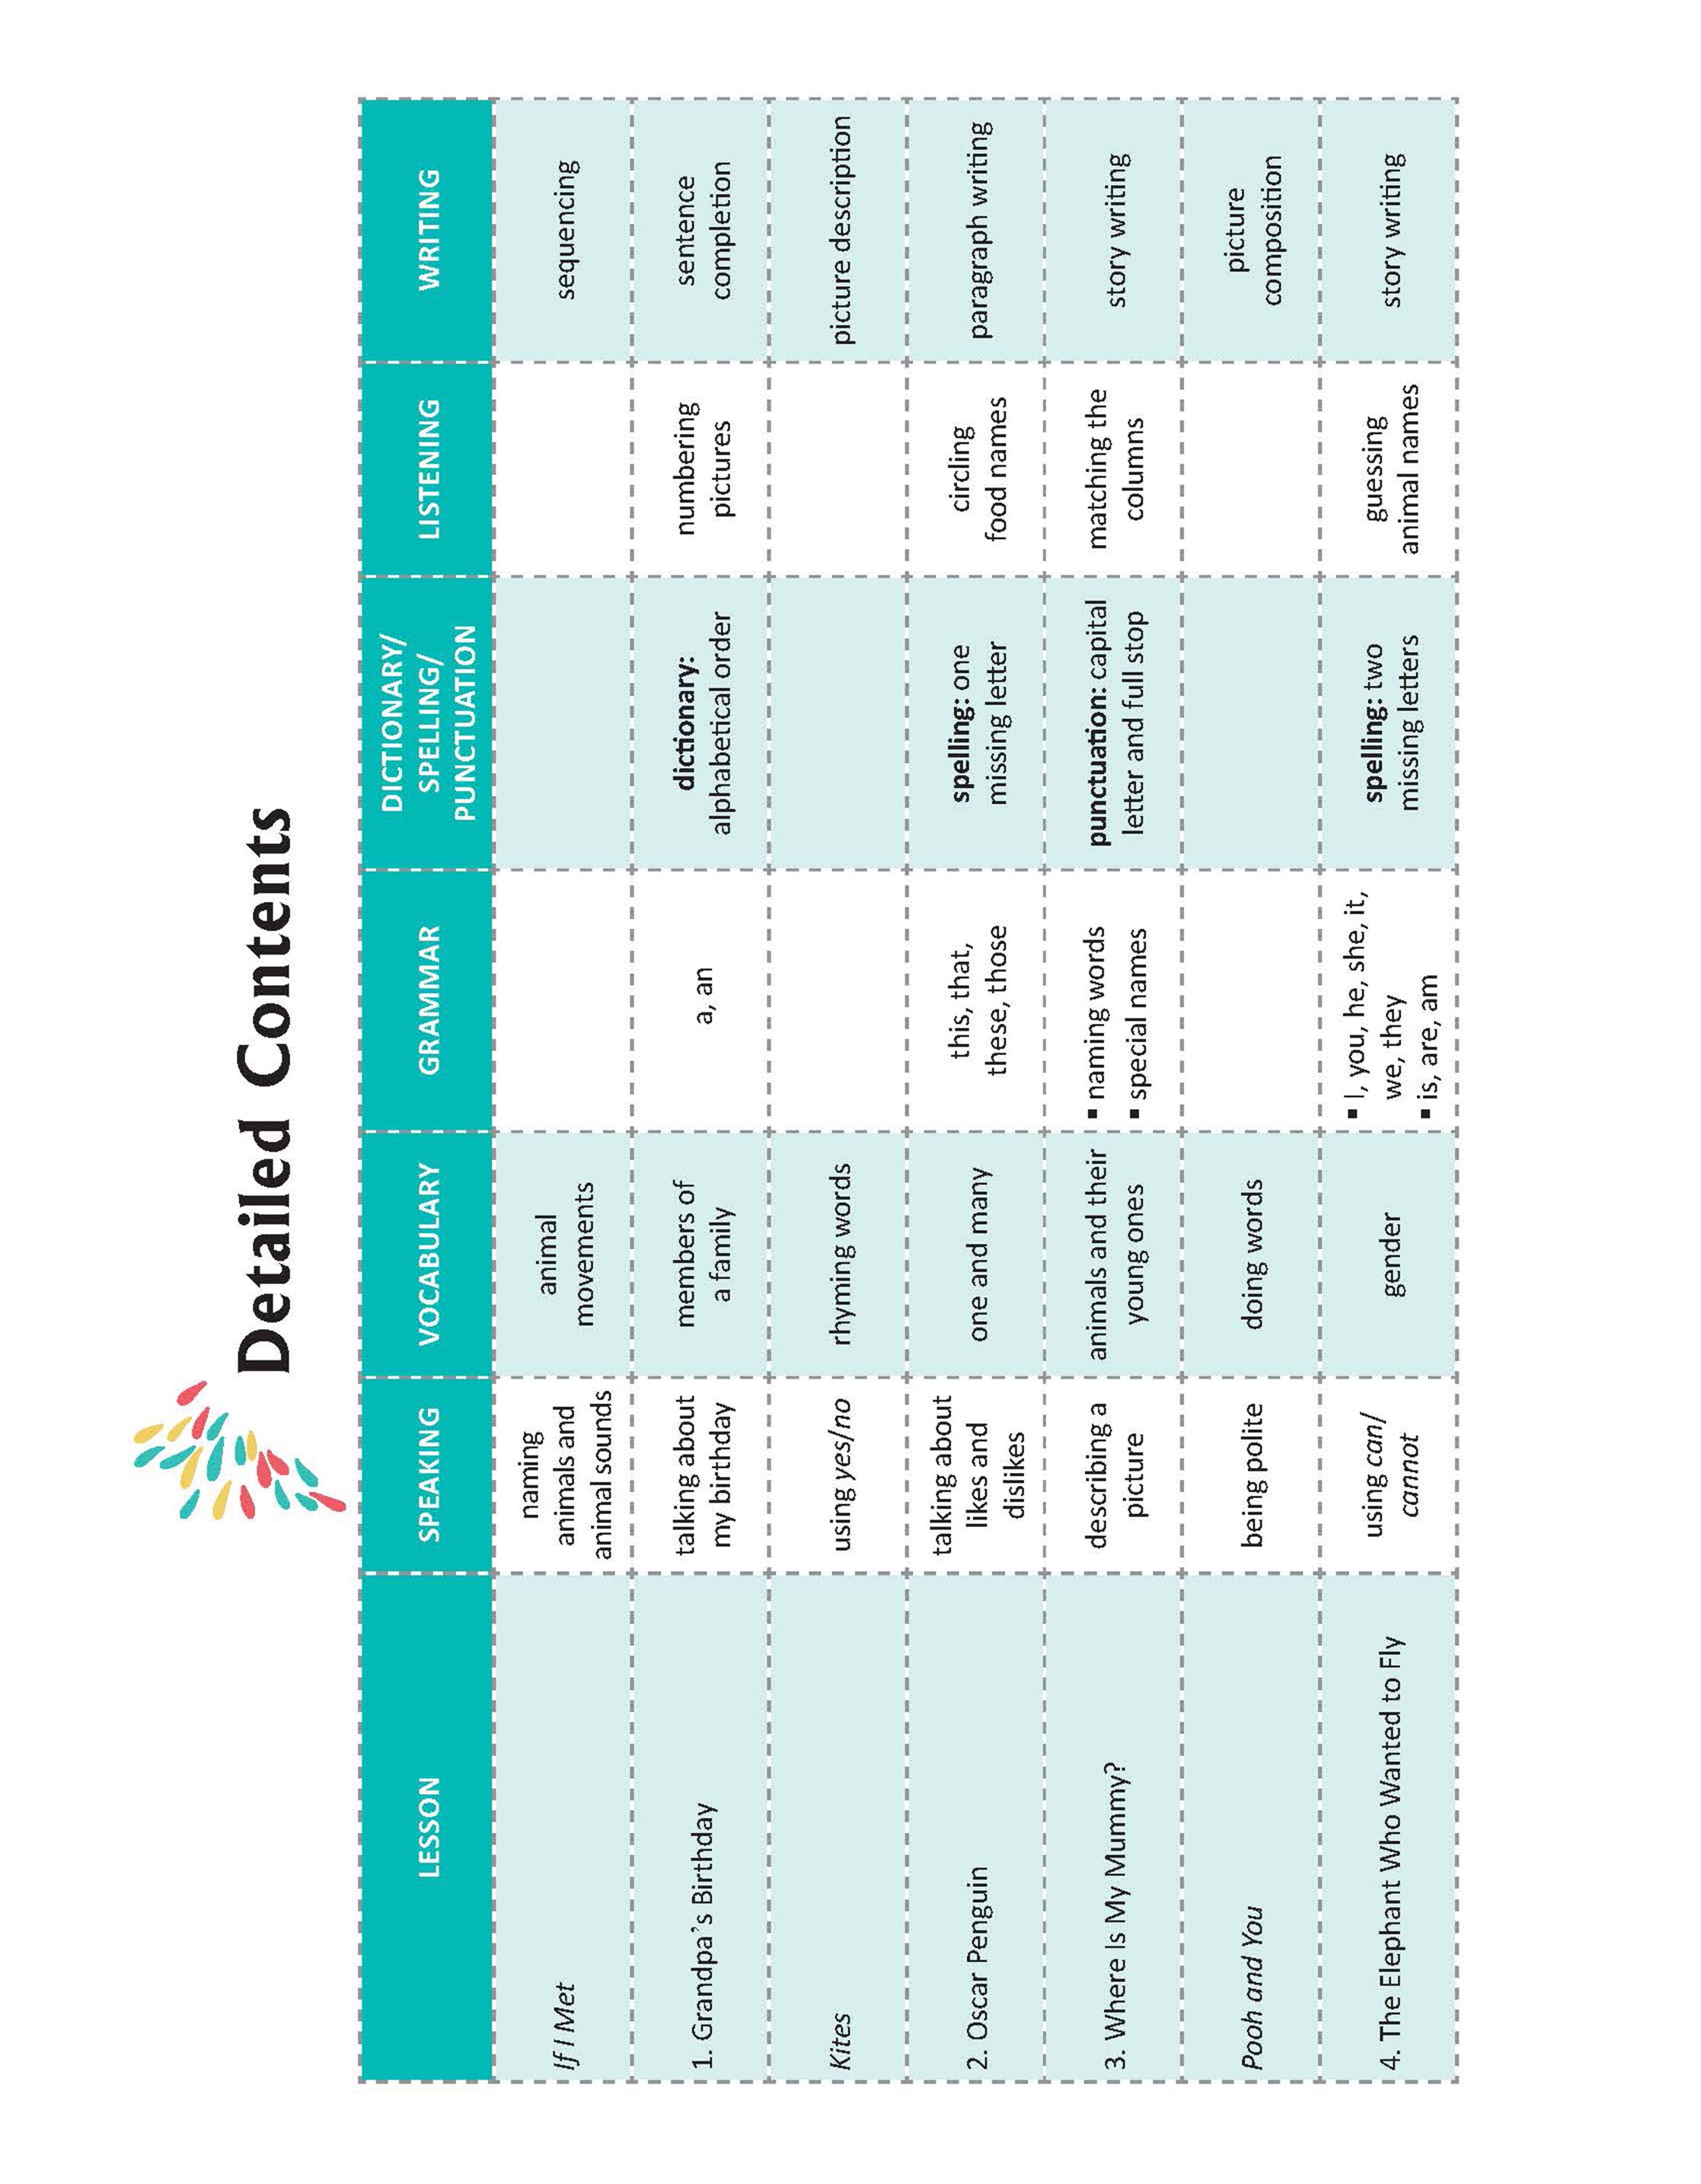 Detailed Contents
LESSON
SPEAKING
VOCABULARY
GRAMMAR
DICTIONARY/
SPELLING/
PUNCTUATION
LISTENING
WRITING
If I Met
naming
animals and
animal sounds
animal
movements
sequencing
1. Grandpa's Birthday
talking about
my birthday
members of
a family
a, an
dictionary:
alphabetical order
numbering
pictures
sentence
completion
Kites
using yes/no
rhyming words
picture description
2. Oscar Penguin
talking about
likes and
dislikes
one and many
this, that,
these, those
spelling: one
missing letter
circling
food names
paragraph writing
3. Where Is My Mummy?
describing a
picture
animals and their
young ones
▪ naming words
▪ special names
punctuation: capital
letter and full stop
matching the
columns
story writing
Pooh and You
being polite
doing words
picture
composition
4. The Elephant Who Wanted to Fly
using can/
cannot
gender
▪ I, you, he, she, it,
we, they
▪ is, are, am
spelling: two
missing letters
guessing
animal names
story writing